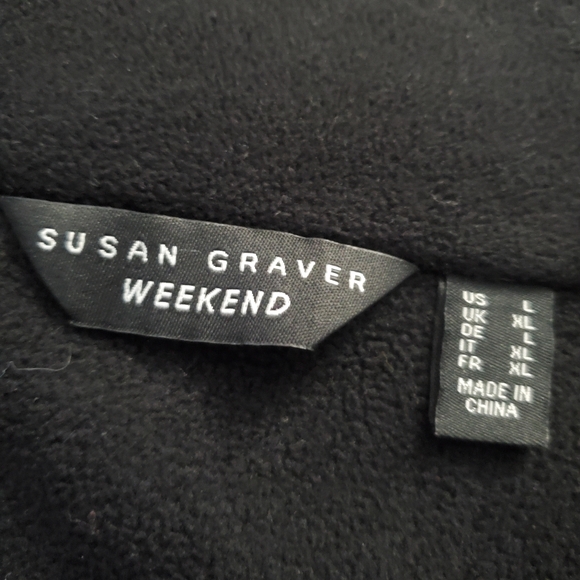 SUSAN GRAVER
WEEKEND
US L
UK XL
DE L
IT XL
FR XL
MADE IN
CHINA